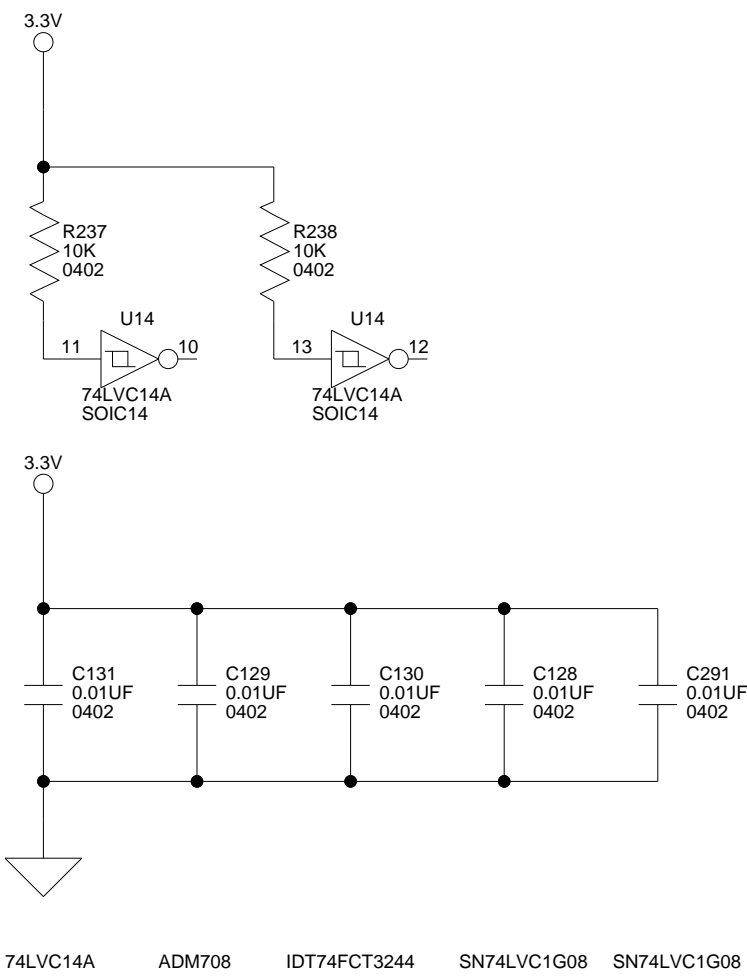 3.3V
R237
10K
0402
R238
10K
0402
U14
11
10
74LVC14A
SOIC14
U14
13
12
74LVC14A
SOIC14
3.3V
C131
0.01UF
0402
C129
0.01UF
0402
C130
0.01UF
0402
C128
0.01UF
0402
C291
0.01UF
0402
74LVC14A
ADM708
IDT74FCT3244
SN74LVC1G08
SN74LVC1G08